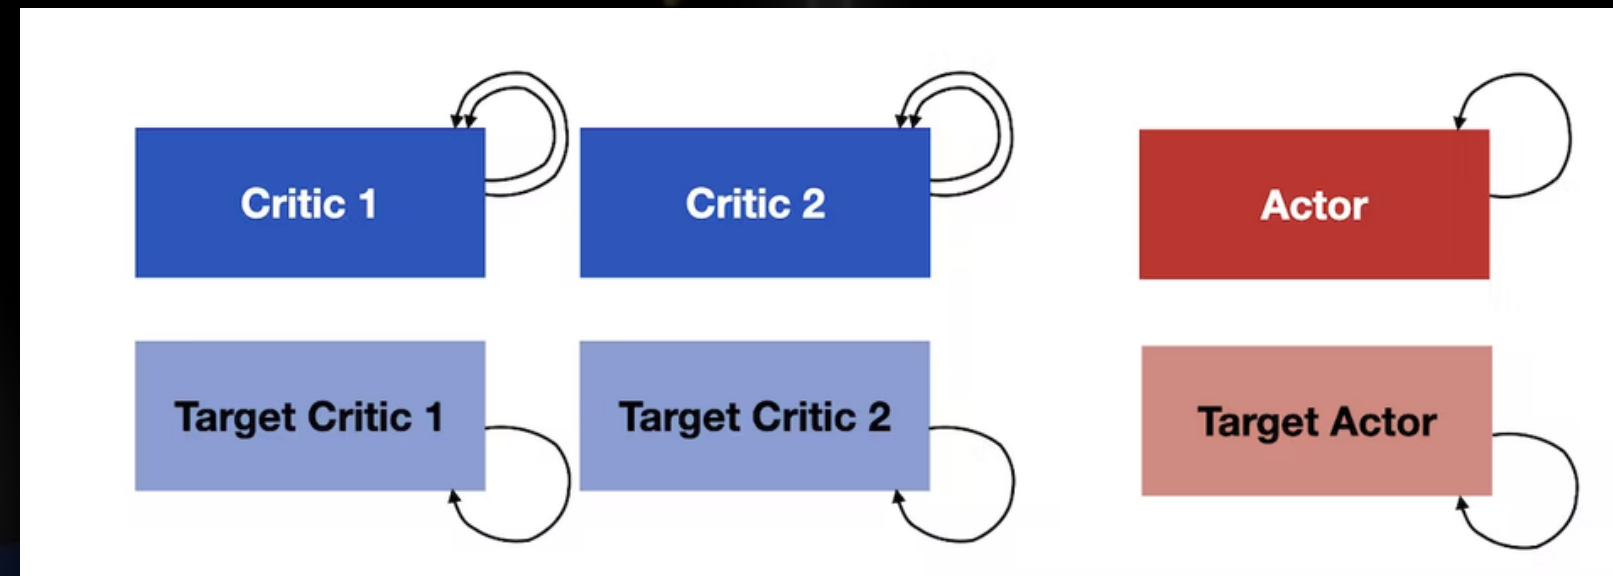 Critic 1
Critic 2
Actor
Target Critic 1
Target Critic 2
Target Actor